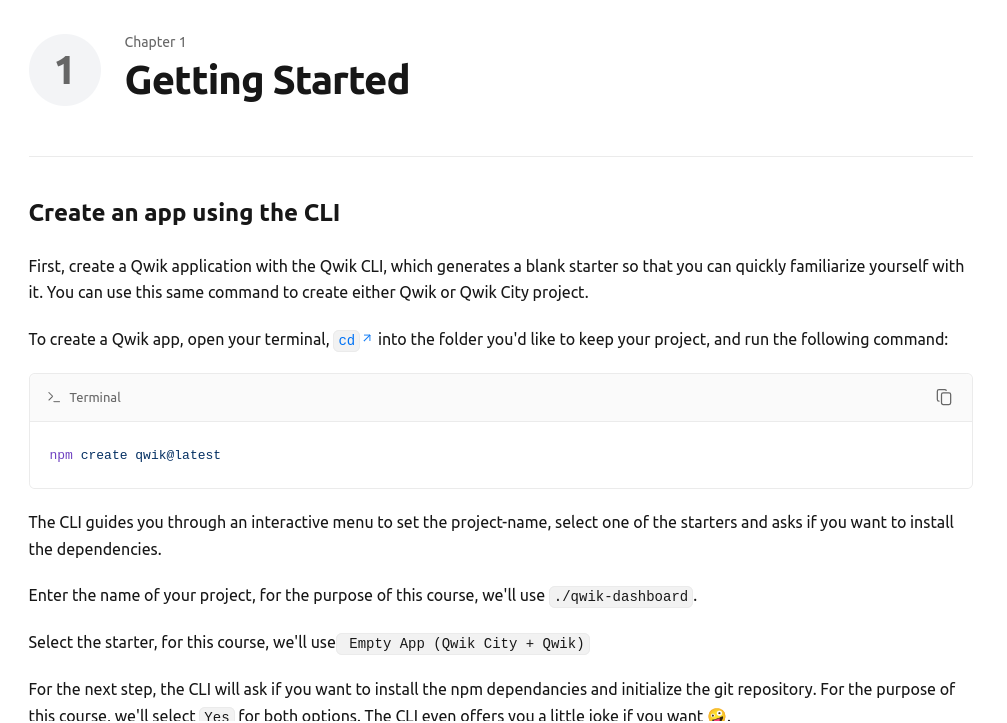 1
Chapter 1
Getting Started
Create an app using the CLI
First, create a Qwik application with the Qwik CLI, which generates a blank starter so that you can quickly familiarize yourself with
it. You can use this same command to create either Qwik or Qwik City project.
To create a Qwik app, open your terminal, cd into the folder you'd like to keep your project, and run the following command:
Terminal
npm create qwik@latest
The CLI guides you through an interactive menu to set the project-name, select one of the starters and asks if you want to install
the dependencies.
Enter the name of your project, for the purpose of this course, we'll use ./qwik-dashboard.
Select the starter, for this course, we'll use Empty App (Qwik City + Qwik)
For the next step, the CLI will ask if you want to install the npm dependancies and initialize the git repository. For the purpose of
this course, we'll select Yes for both options. The CLI even offers you a little joke if you want 🤪.